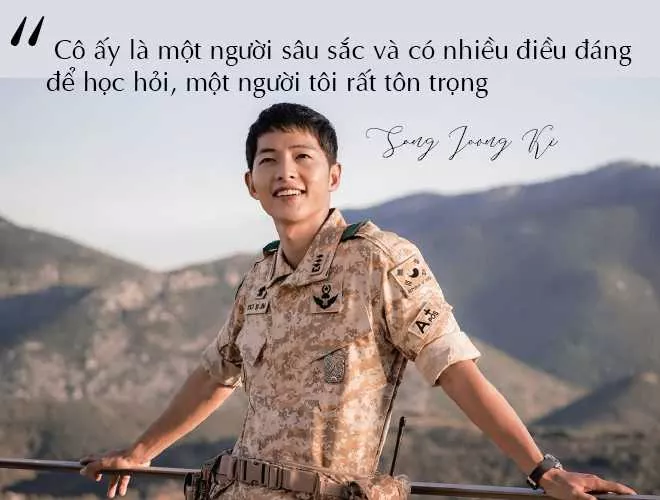 “ Cô ấy là một người sâu sắc và có nhiều điều đáng
để học hỏi, một người tôi rất tôn trọng
Song Joong Ki
A+
POS